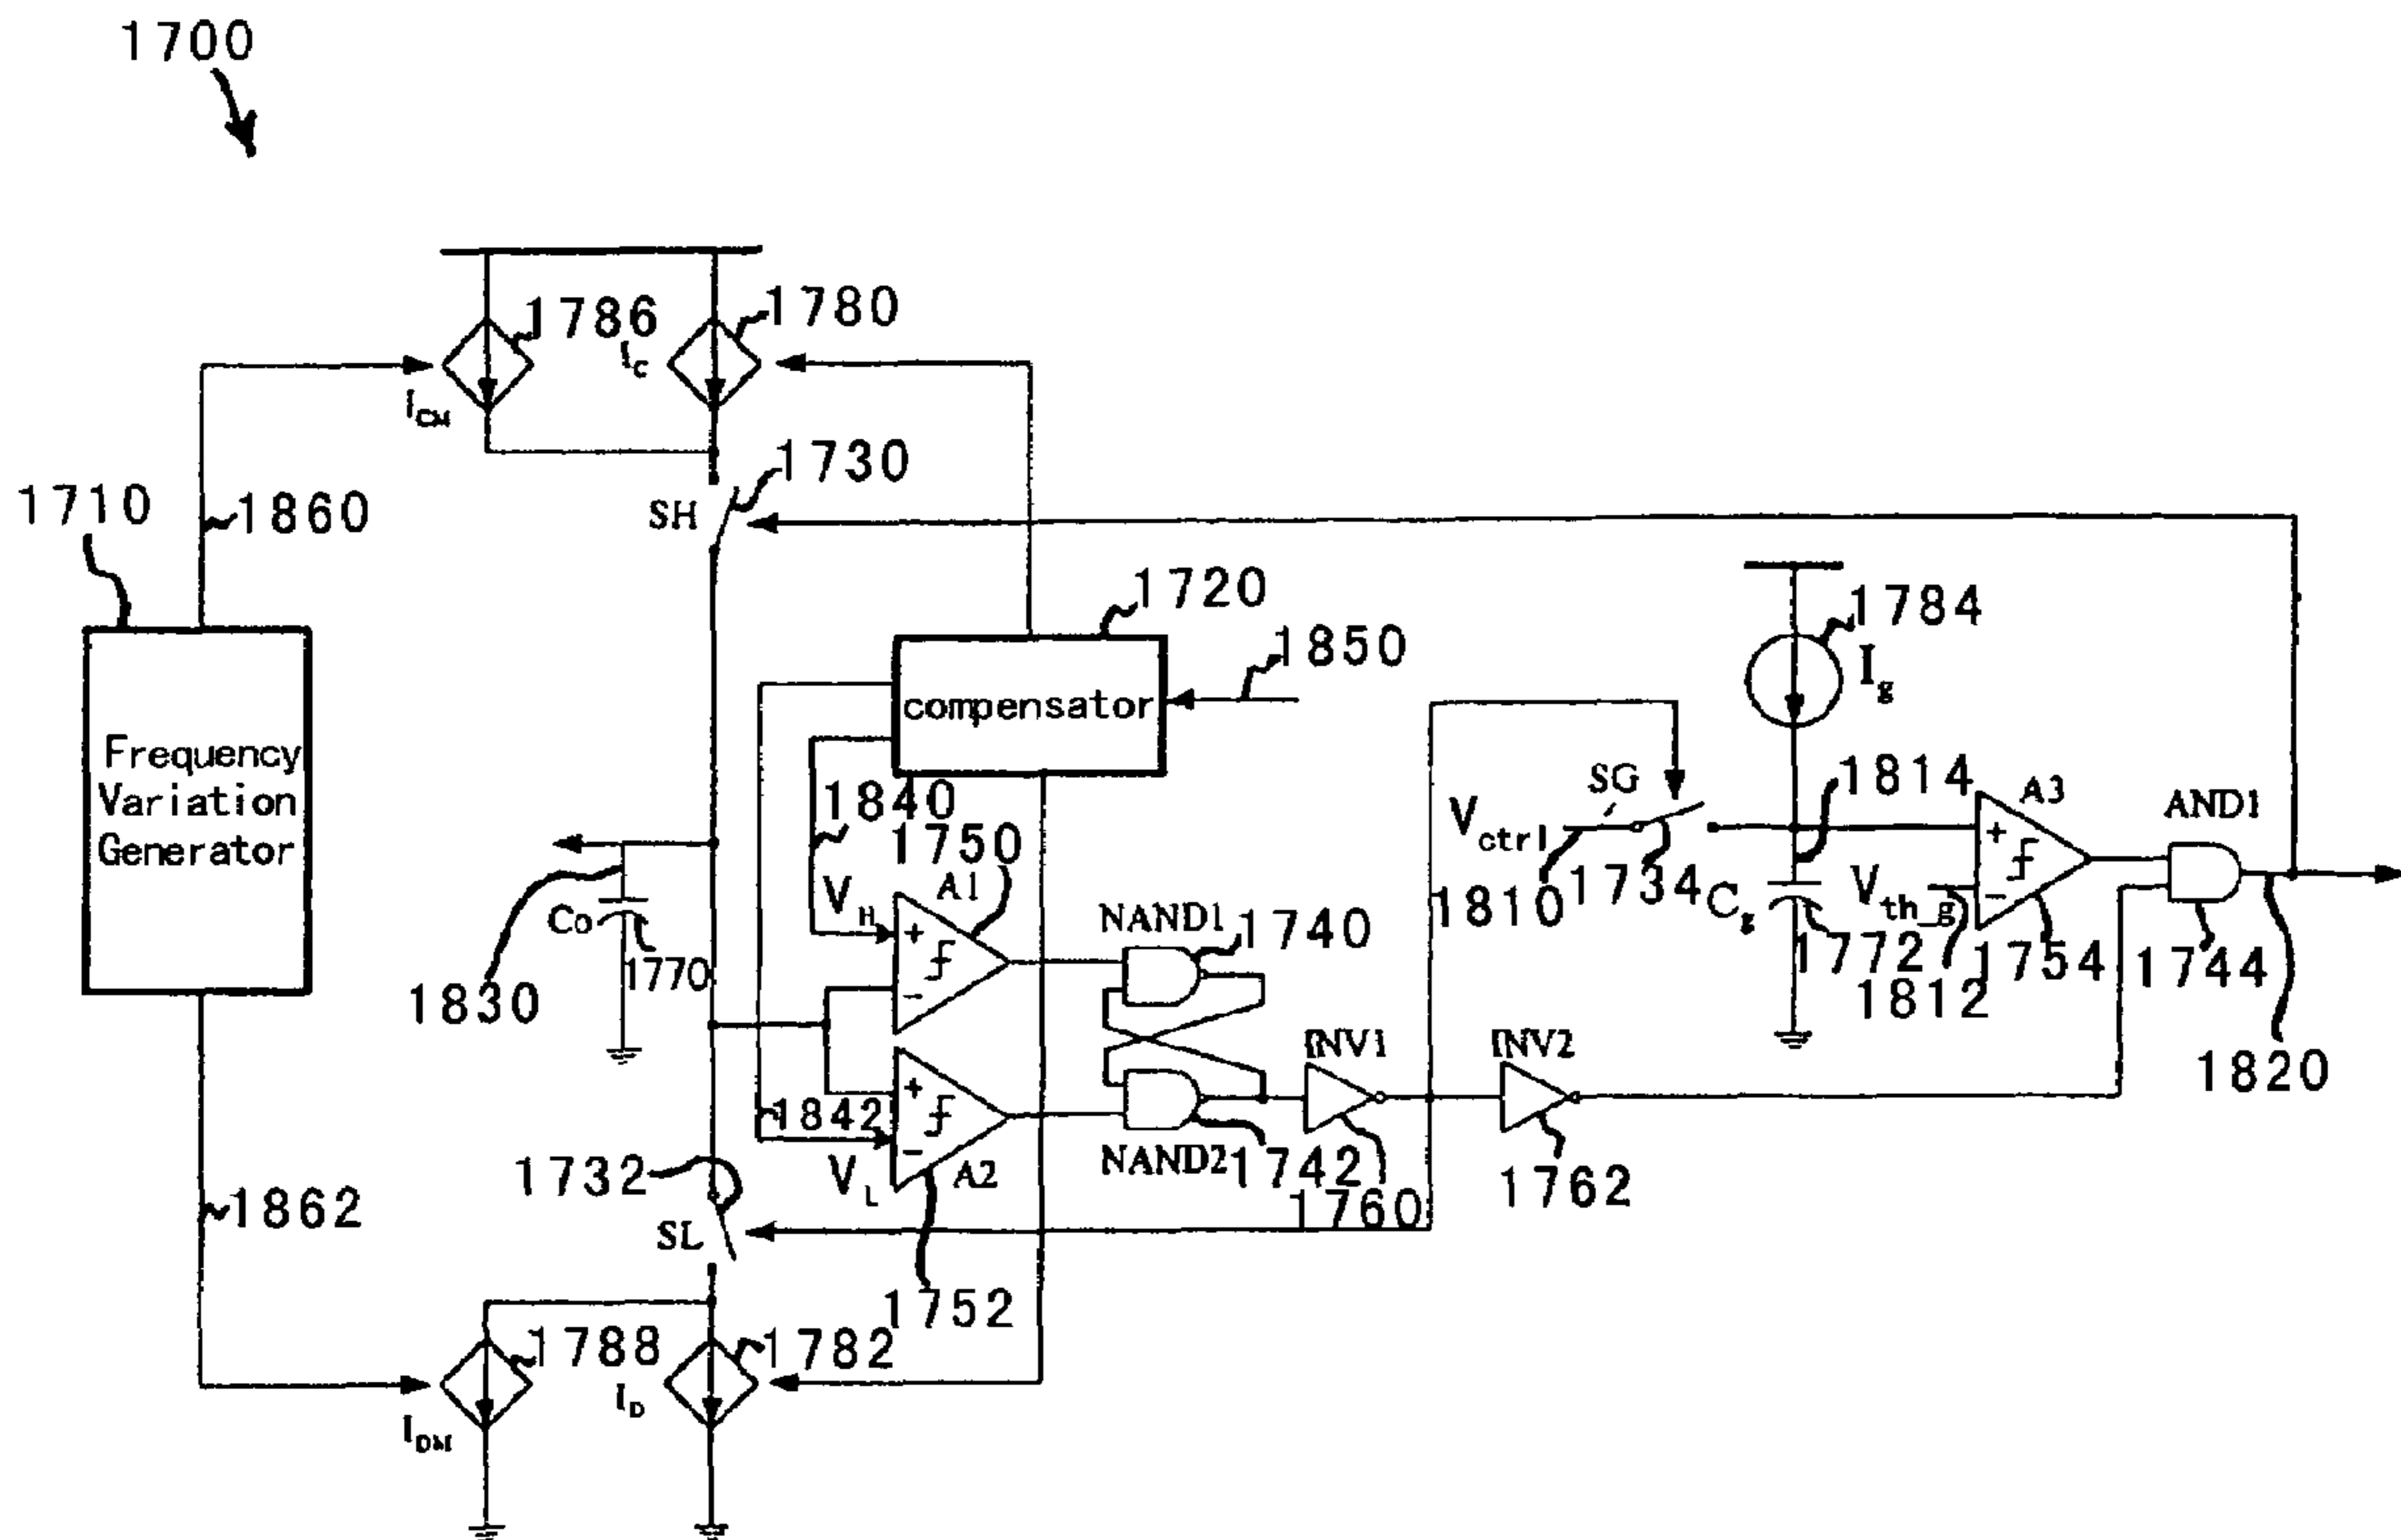 1700
1786
1780
i_C
i_CM
1730
1710
1860
SH
1720
1784
1850
I_g
compensator
Frequency
Variation
Generator
SG
1814
A3
AND1
1840
V_ctrl
1750
A1
V_H
1810
1734
C_g
V_th_g
NAND1
1740
Co
1770
1772
1754
1744
1812
1830
INV1
INV2
1820
1842
1732
V_L
A2
NAND2
1742
1762
1760
1862
SL
1752
1788
1782
I_D
I_DM